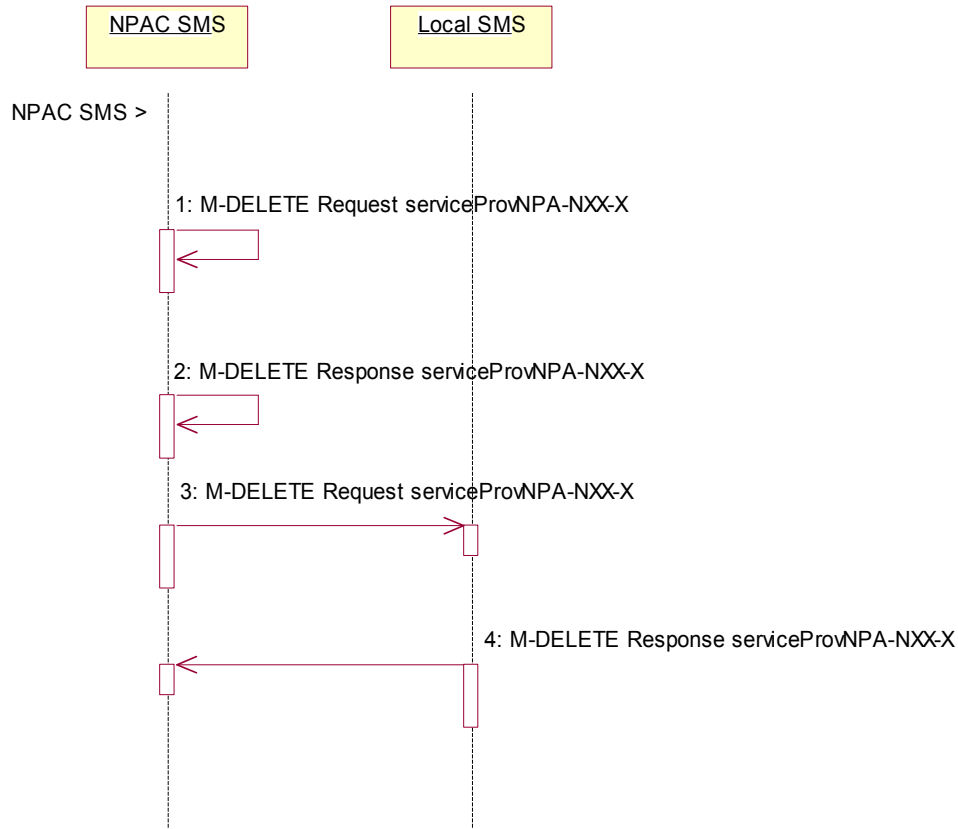 NPAC SMS
Local SMS
NPAC SMS >
1: M-DELETE Request serviceProvNPA-NXX-X
2: M-DELETE Response serviceProvNPA-NXX-X
3: M-DELETE Request serviceProvNPA-NXX-X
4: M-DELETE Response serviceProvNPA-NXX-X